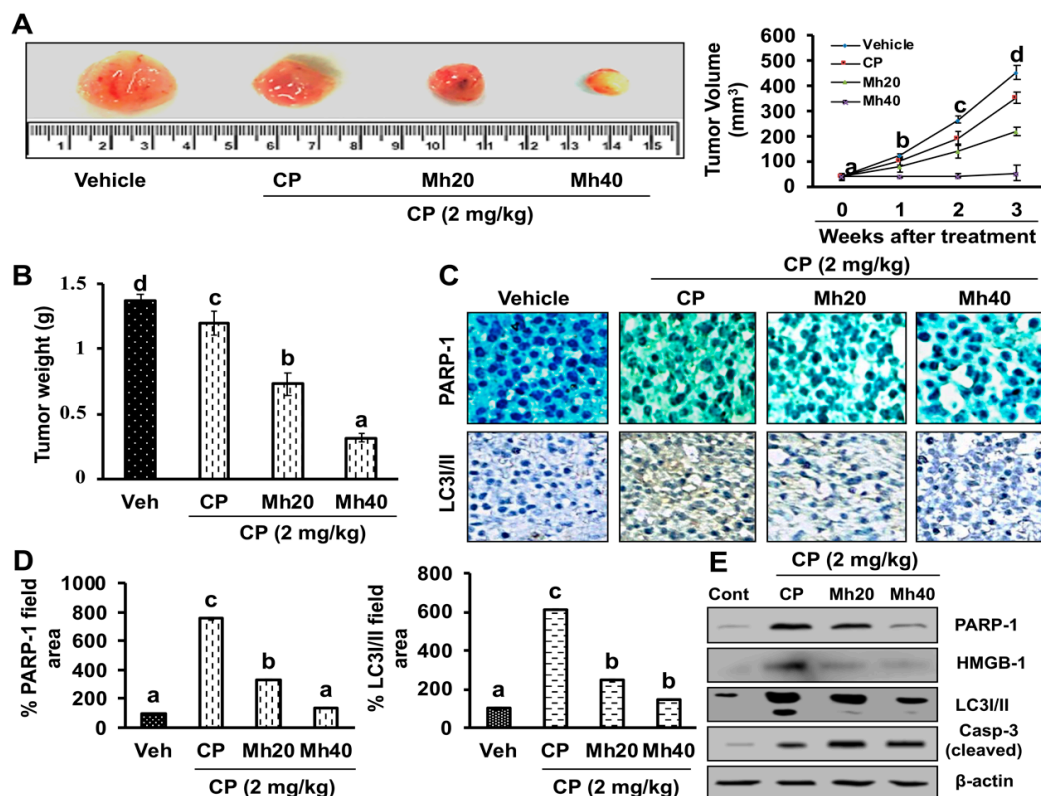 A
1 2 3 4 5 6 7 8 9 10 11 12 13 14 15
Vehicle CP Mh20 Mh40
CP (2 mg/kg)
Tumor Volume
(mm³)
600
500
400
300
200
100
0
Vehicle
CP
Mh20
Mh40
a b c d
0 1 2 3
Weeks after treatment
B
Tumor weight (g)
1.5
1
0.5
0
d c b a
Veh CP Mh20 Mh40
CP (2 mg/kg)
C
CP (2 mg/kg)
Vehicle CP Mh20 Mh40
PARP-1
LC3I/II
D
% PARP-1 field
area
1000
800
600
400
200
0
a c b a
Veh CP Mh20 Mh40
CP (2 mg/kg)
% LC3I/II field
area
800
600
400
200
0
a c b b
Veh CP Mh20 Mh40
CP (2 mg/kg)
E
CP (2 mg/kg)
Cont CP Mh20 Mh40
PARP-1
HMGB-1
LC3I/II
Casp-3
(cleaved)
β-actin